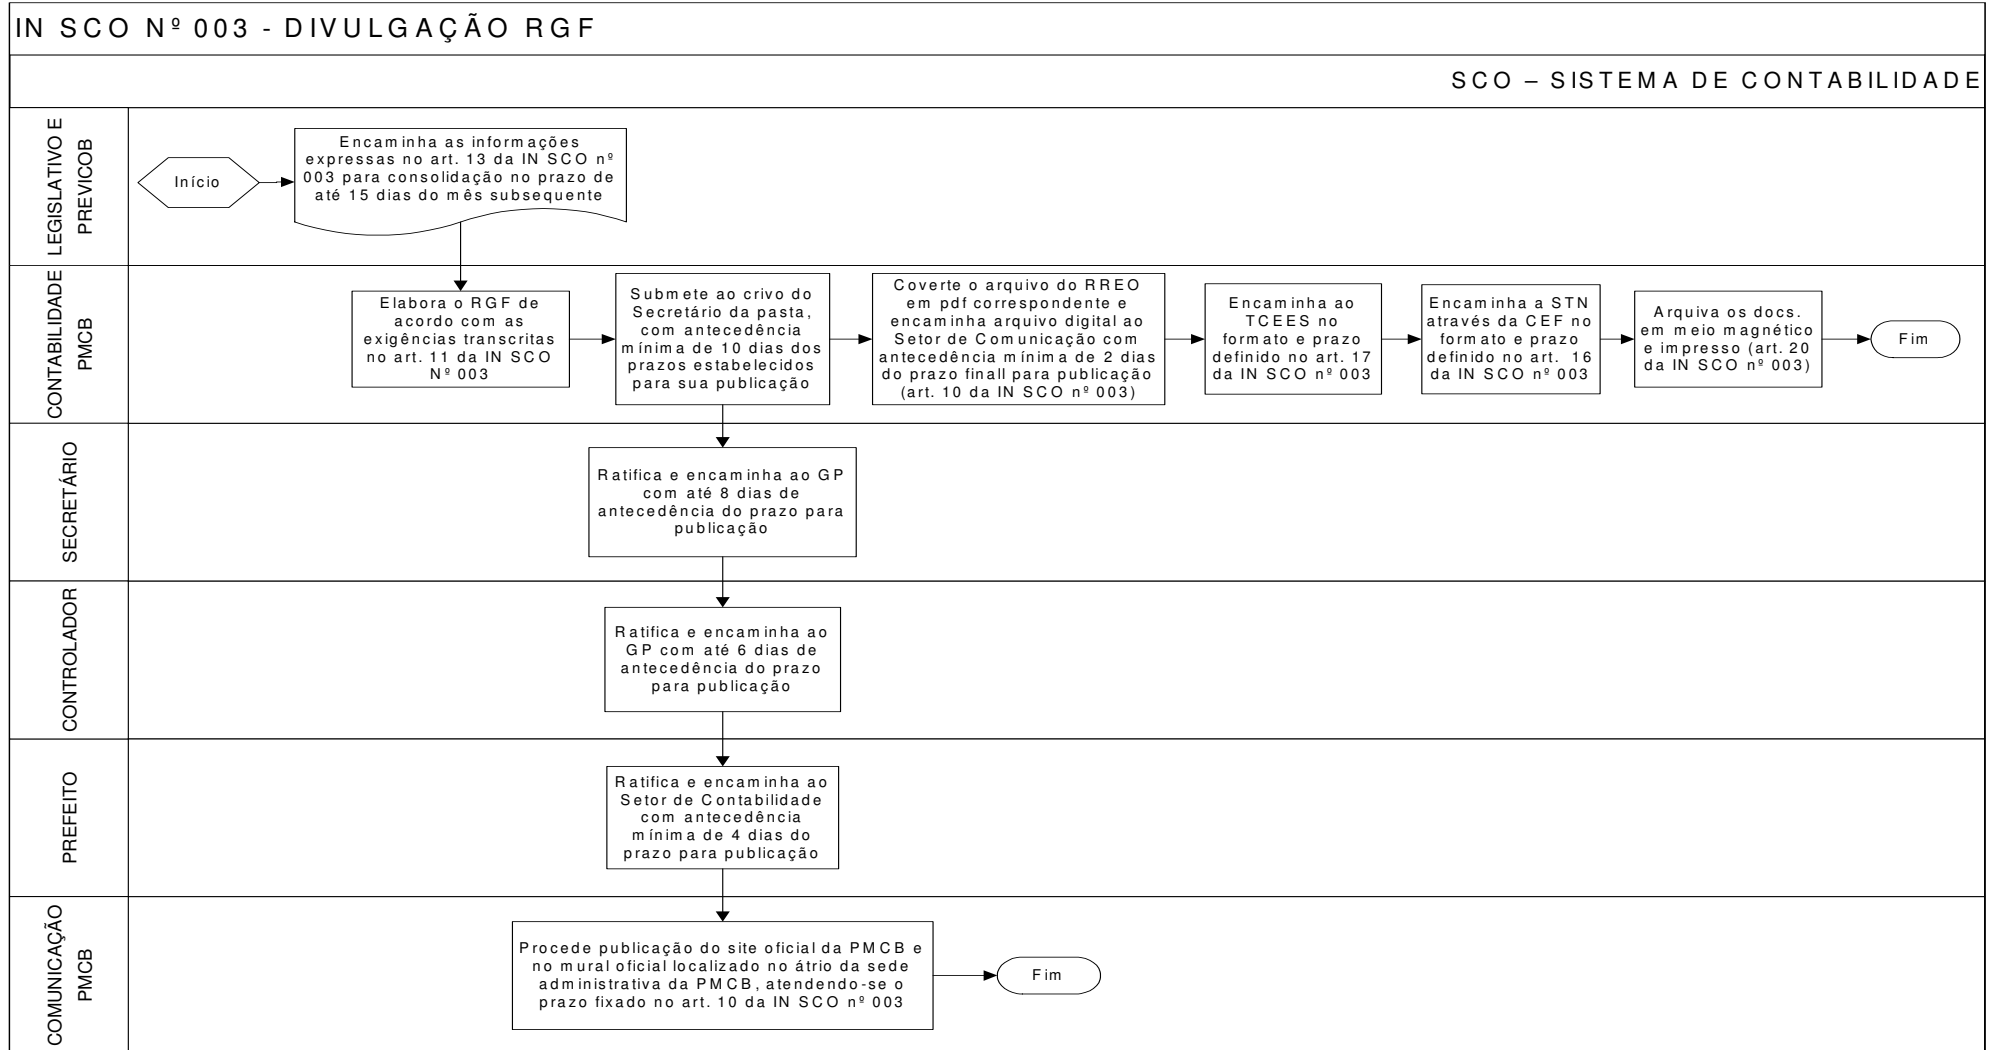 IN SCO Nº 003 - DIVULGAÇÃO RGF
SCO – SISTEMA DE CONTABILIDADE
LEGISLATIVO E
PREVICOB
Início
Encaminha as informações
expressas no art. 13 da IN SCO nº
003 para consolidação no prazo de
até 15 dias do mês subsequente
CONTABILIDADE
PMCB
Elabora o RGF de
acordo com as
exigências transcritas
no art. 11 da IN SCO
Nº 003
Submete ao crivo do
Secretário da pasta,
com antecedência
mínima de 10 dias dos
prazos estabelecidos
para sua publicação
Coverte o arquivo do RREO
em pdf correspondente e
encaminha arquivo digital ao
Setor de Comunicação com
antecedência mínima de 2 dias
do prazo finall para publicação
(art. 10 da IN SCO nº 003)
Encaminha ao
TCEES no
formato e prazo
definido no art. 17
da IN SCO nº 003
Encaminha a STN
através da CEF no
formato e prazo
definido no art. 16
da IN SCO nº 003
Arquiva os docs.
em meio magnético
e impresso (art. 20
da IN SCO nº 003)
Fim
SECRETÁRIO
Ratifica e encaminha ao GP
com até 8 dias de
antecedência do prazo para
publicação
CONTROLADOR
Ratifica e encaminha ao
GP com até 6 dias de
antecedência do prazo
para publicação
PREFEITO
Ratifica e encaminha ao
Setor de Contabilidade
com antecedência
mínima de 4 dias do
prazo para publicação
COMUNICAÇÃO
PMCB
Procede publicação do site oficial da PMCB e
no mural oficial localizado no átrio da sede
administrativa da PMCB, atendendo-se o
prazo fixado no art. 10 da IN SCO nº 003
Fim